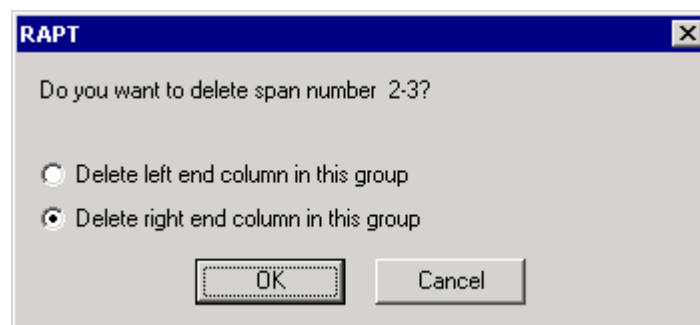 RAPT
Do you want to delete span number  2-3?
Delete left end column in this group
Delete right end column in this group
OK
Cancel